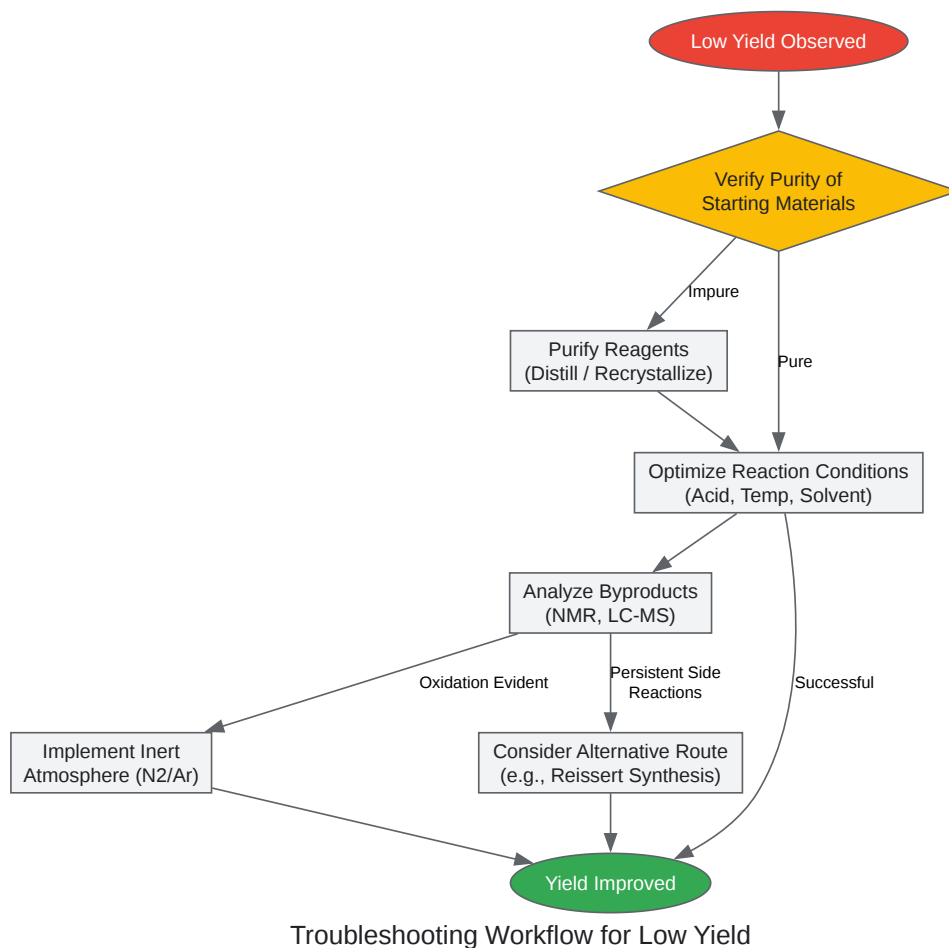 Low Yield Observed
Verify Purity of
Starting Materials
Impure
Purify Reagents
(Distill / Recrystallize)
Pure
Optimize Reaction Conditions
(Acid, Temp, Solvent)
Analyze Byproducts
(NMR, LC-MS)
Oxidation Evident
Persistent Side
Reactions
Successful
Implement Inert
Atmosphere (N2/Ar)
Consider Alternative Route
(e.g., Reissert Synthesis)
Yield Improved
Troubleshooting Workflow for Low Yield